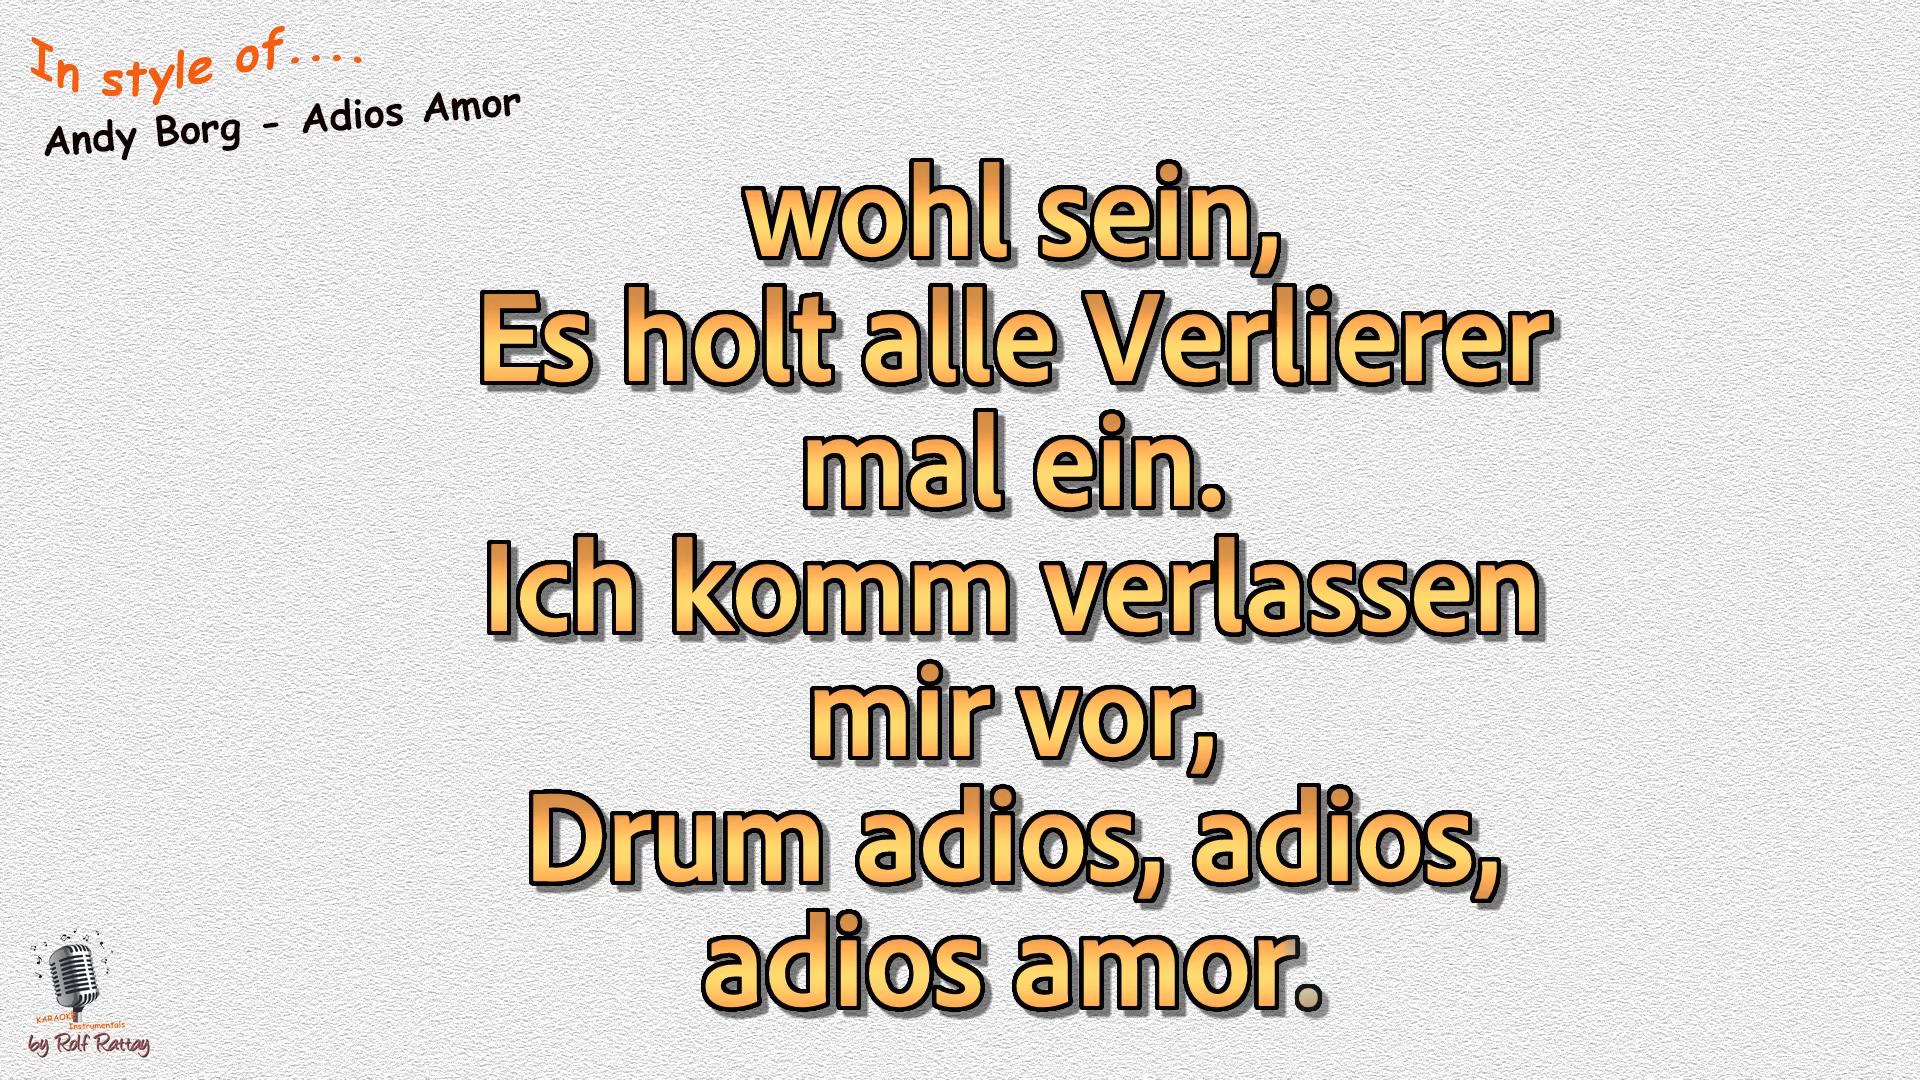 In style of....
Andy Borg - Adios Amor
wohl sein,
Es holt alle Verlierer
mal ein.
Ich komm verlassen
mir vor,
Drum adios, adios,
adios amor.
KARAOKE
Instrumentals
by Rolf Rattay